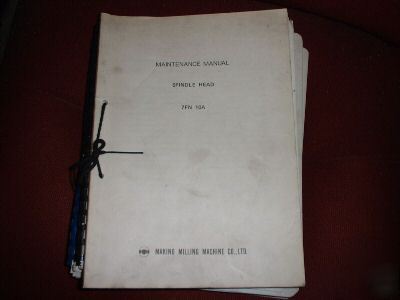 MAINTENANCE MANUAL
SPINDLE HEAD
7FN 10A
MAKINO MILLING MACHINE CO.,LTD.